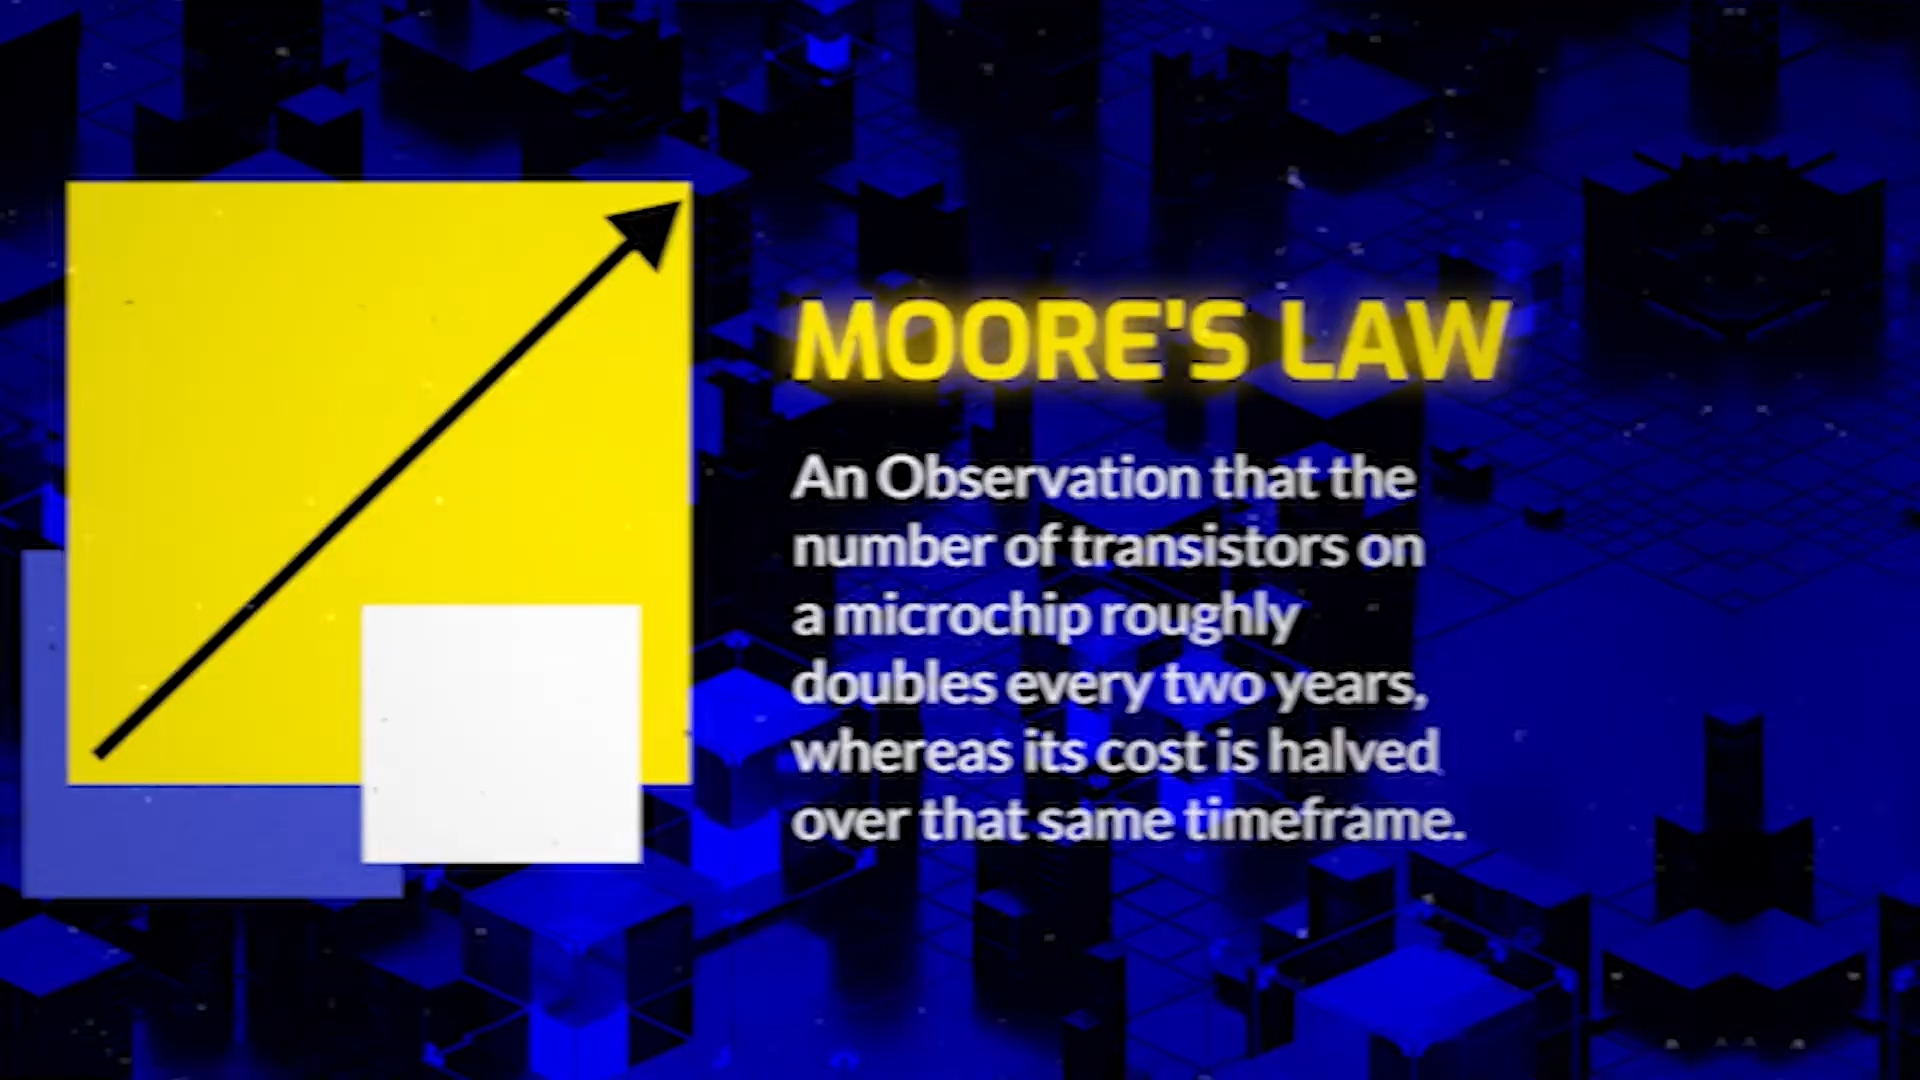 MOORE'S LAW
An Observation that the
number of transistors on
a microchip roughly
doubles every two years,
whereas its cost is halved
over that same timeframe.